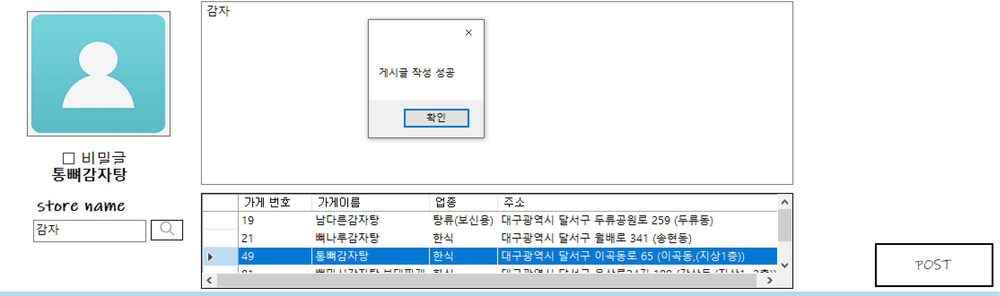 감자
게시글 작성 성공
확인
비밀글
통뼈감자탕
store name
감자
가게 번호 가게이름 업종 주소
19 남다른감자탕 탕류(보신용) 대구광역시 달서구 두류공원로 259 (두류동)
21 뼈나루감자탕 한식 대구광역시 달서구 월배로 341 (송현동)
49 통뼈감자탕 한식 대구광역시 달서구 이곡동로 65 (이곡동,(지상1층))
POST